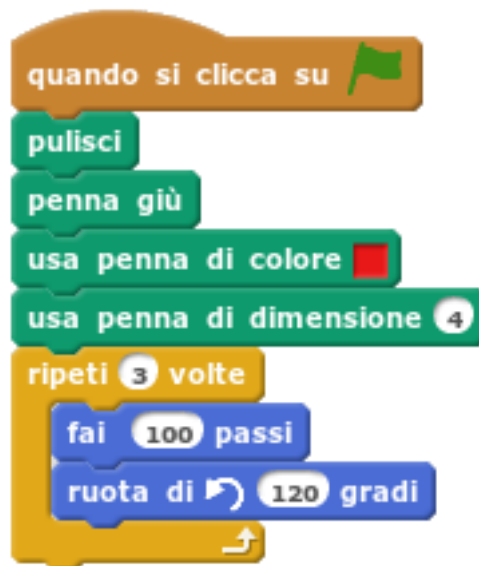 quando si clicca su
pulisci
penna giù
usa penna di colore
usa penna di dimensione 4
ripeti 3 volte
fai 100 passi
ruota di 120 gradi